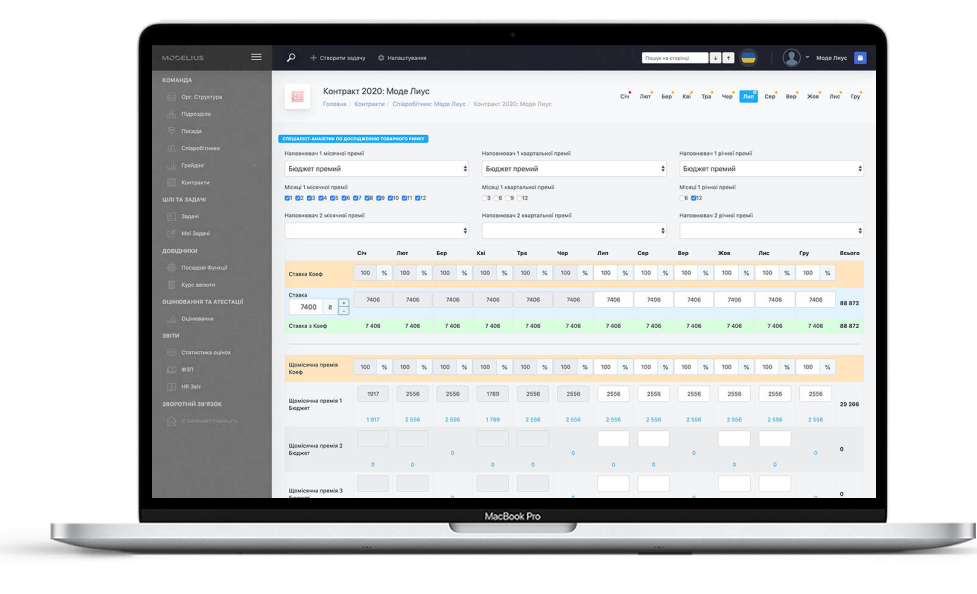 MOSELIUS
+ Створити задачу
Налаштування
Пошук на сторінці
Моде Лиус
КОМАНДА
Орг. Структура
Підрозділи
Посади
Співробітники
Грейдинг
Контракти
ЦІЛІ ТА ЗАДАЧІ
Задачі
Мої Задачі
ДОВІДНИКИ
Посадові Функції
Курс валюти
ОЦІНЮВАННЯ ТА АТЕСТАЦІЇ
Оцінювання
ЗВІТИ
Статистика оцінок
ФЗП
HR Звіт
ЗВОРОТНІЙ ЗВ'ЯЗОК
Контракт 2020: Моде Лиус
Головна / Контракти / Співробітник: Моде Лиус / Контракт 2020: Моде Лиус
Січ Лют Бер Кві Тра Чер Лип Сер Вер Жов Лис Гру
СПЕЦІАЛІСТ-АНАЛІТИК ПО ДОСЛІДЖЕННЮ ТОВАРНОГО РИНКУ
Наповнювач 1 місячної премії Наповнювач 1 квартальної премії Наповнювач 1 річної премії
Бюджет премий Бюджет премий Бюджет премий
Місяці 1 місячної премії Місяці 1 квартальної премії Місяці 1 річної премії
1 2 3 4 5 6 7 8 9 10 11 12 3 6 9 12 6 12
Наповнювач 2 місячної премії Наповнювач 2 квартальної премії Наповнювач 2 річної премії
Січ Лют Бер Кві Тра Чер Лип Сер Вер Жов Лис Гру Всього
Ставка Коеф 100 % 100 % 100 % 100 % 100 % 100 % 100 % 100 % 100 % 100 % 100 % 100 %
Ставка
7400 ₴ + - 7406 7406 7406 7406 7406 7406 7406 7406 7406 7406 7406 7406 88 872
Ставка з Коеф 7 406 7 406 7 406 7 406 7 406 7 406 7 406 7 406 7 406 7 406 7 406 7 406 88 872
Щомісячна премія
Коеф 100 % 100 % 100 % 100 % 100 % 100 % 100 % 100 % 100 % 100 % 100 % 100 %
1917 2556 2556 1789 2556 2556 2556 2556 2556 2556 2556 2556
Щомісячна премія 1
Бюджет 29 266
1 917 2 556 2 556 1 789 2 556 2 556 2 556 2 556 2 556 2 556 2 556 2 556
Щомісячна премія 2
Бюджет 0 0 0 0
0 0 0 0 0 0 0 0
Щомісячна премія 3
0
MacBook Pro